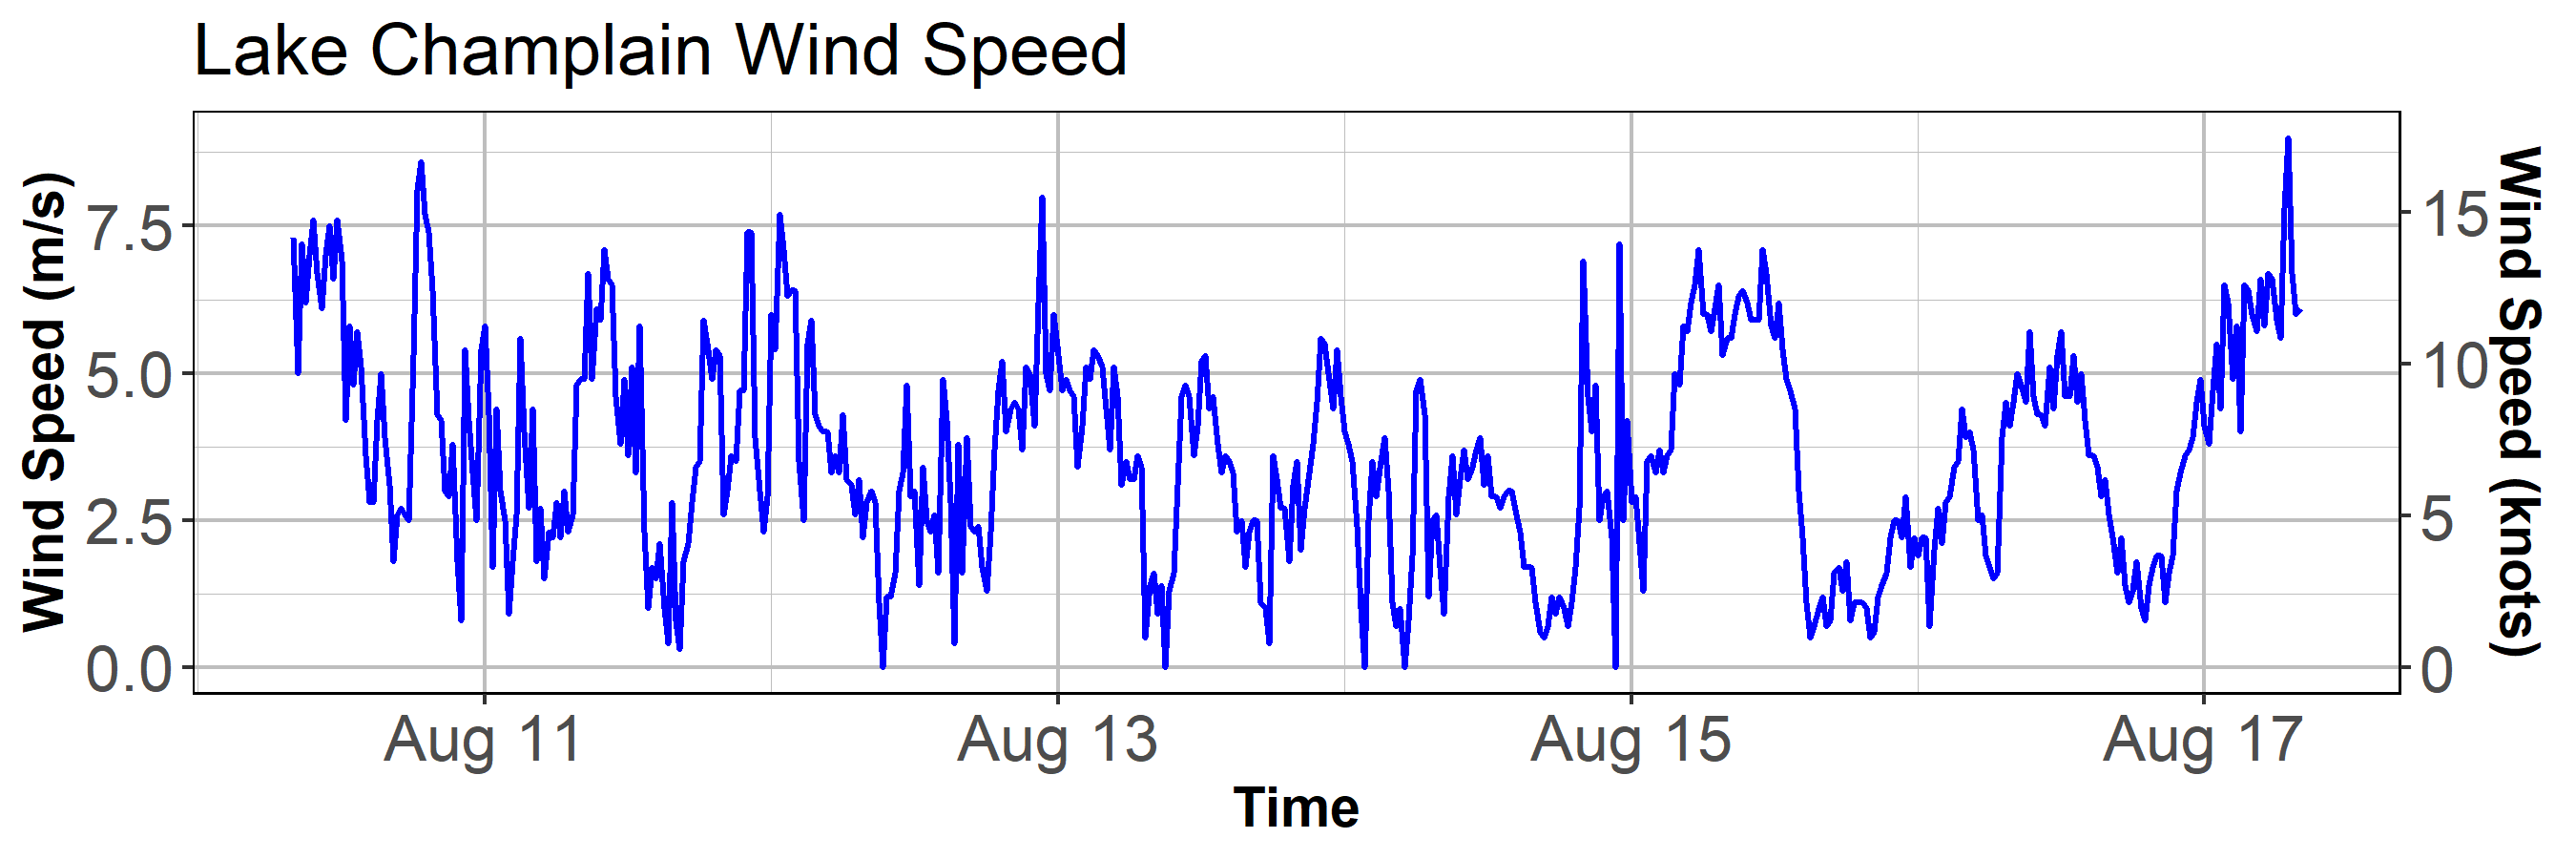 Lake Champlain Wind Speed
Wind Speed (m/s)
7.5
5.0
2.5
0.0
15
10
5
0
Wind Speed (knots)
Aug 11
Aug 13
Aug 15
Aug 17
Time